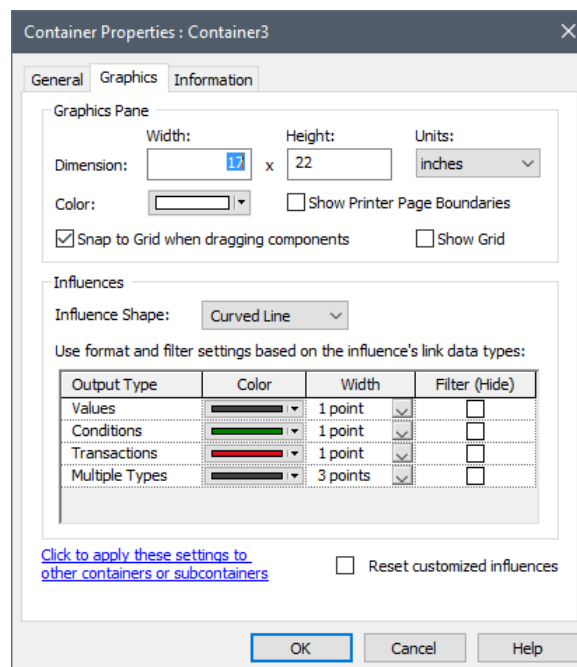 Container Properties : Container3
General Graphics Information
Graphics Pane
Width: Height: Units:
Dimension: 17 x 22 inches
Color: Show Printer Page Boundaries
Snap to Grid when dragging components Show Grid
Influences
Influence Shape: Curved Line
Use format and filter settings based on the influence's link data types:
Output Type Color Width Filter (Hide)
Values 1 point
Conditions 1 point
Transactions 1 point
Multiple Types 3 points
Click to apply these settings to
other containers or subcontainers
Reset customized influences
OK Cancel Help